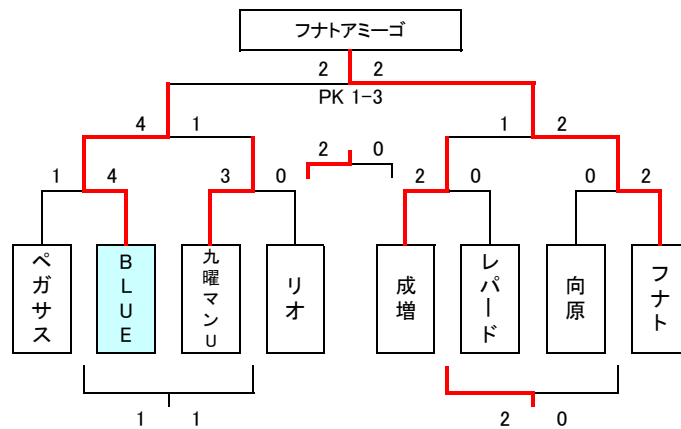 フナトアミーゴ
2 2
PK 1-3
4 1 1 2
2 0
1 4 3 0 2 0 0 2
ペガサス
BLUE
九曜マンU
リオ
成増
レパード
向原
フナト
1 1 2 0